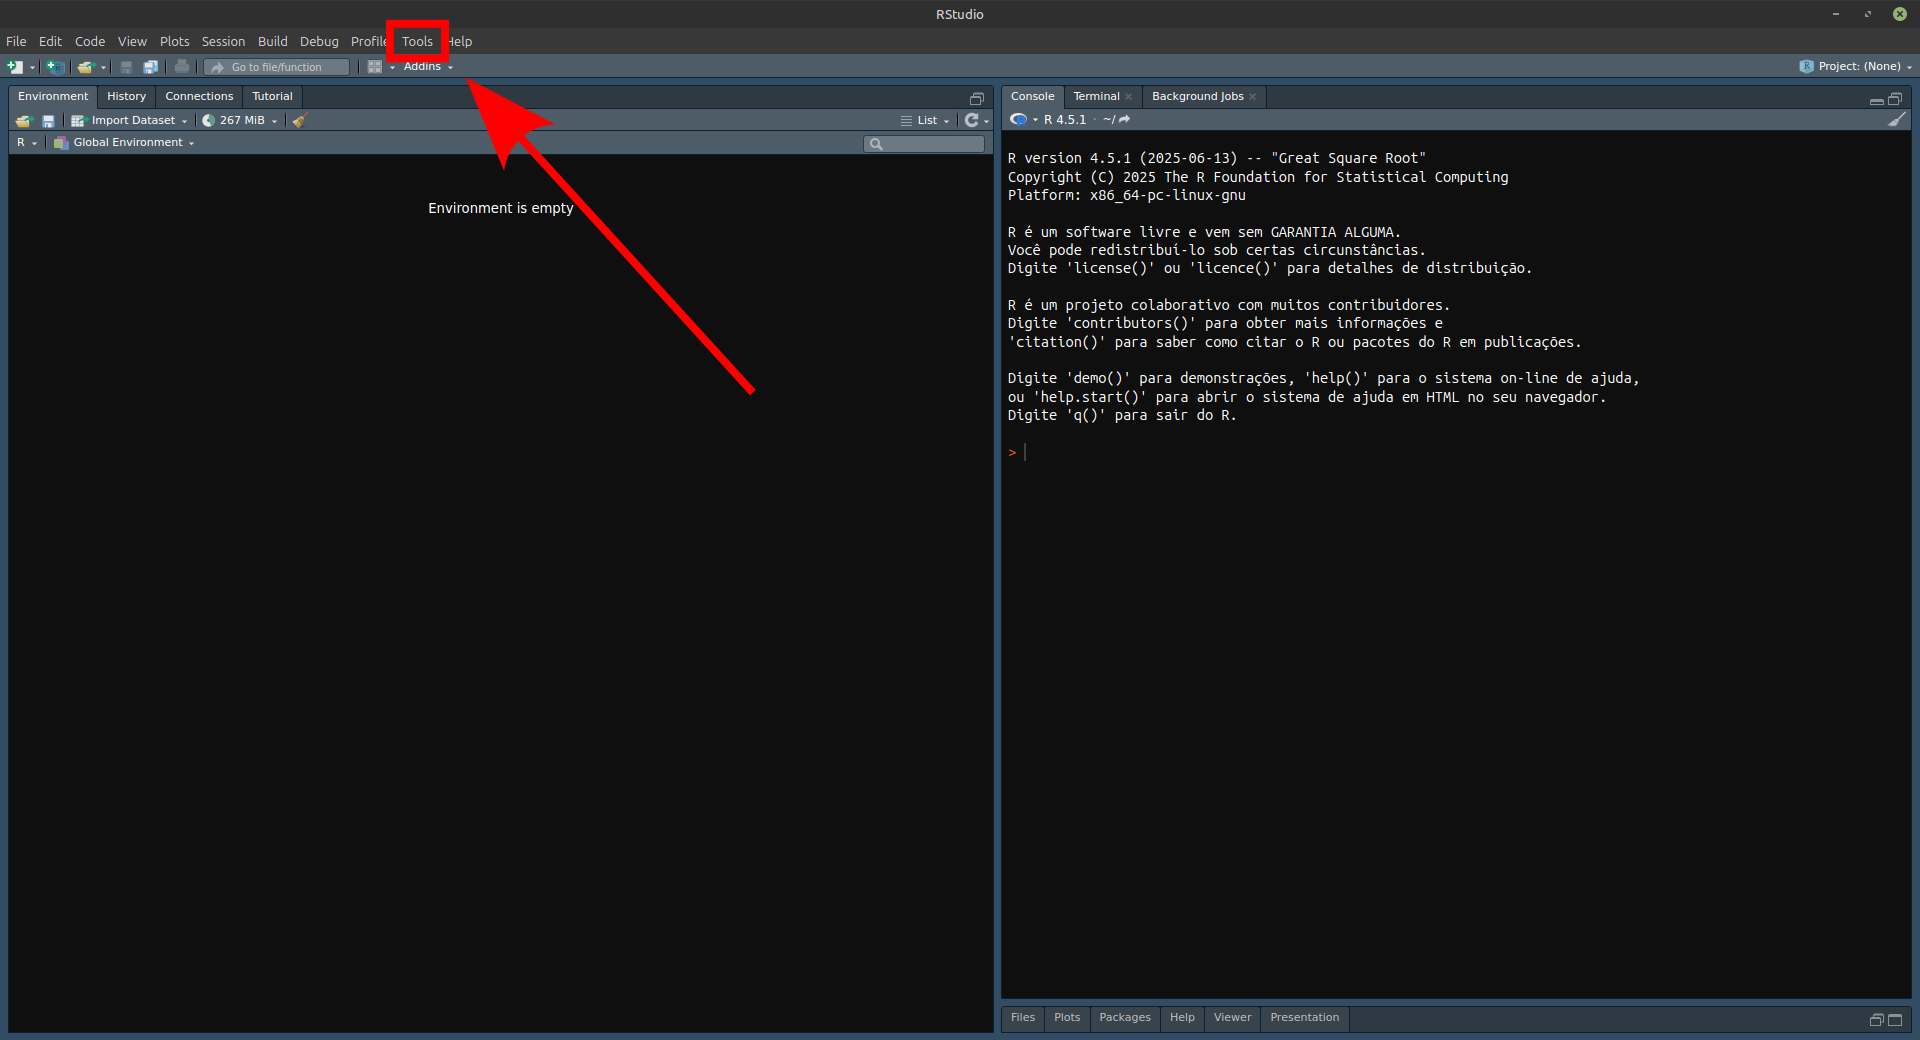 RStudio
File Edit Code View Plots Session Build Debug Profile Tools Help
Go to file/function Addins Project: (None)
Environment History Connections Tutorial
Import Dataset 267 MiB List
R Global Environment
Environment is empty
Console Terminal Background Jobs
R 4.5.1 · ~/
R version 4.5.1 (2025-06-13) -- "Great Square Root"
Copyright (C) 2025 The R Foundation for Statistical Computing
Platform: x86_64-pc-linux-gnu
R é um software livre e vem sem GARANTIA ALGUMA.
Você pode redistribuí-lo sob certas circunstâncias.
Digite 'license()' ou 'licence()' para detalhes de distribuição.
R é um projeto colaborativo com muitos contribuidores.
Digite 'contributors()' para obter mais informações e
'citation()' para saber como citar o R ou pacotes do R em publicações.
Digite 'demo()' para demonstrações, 'help()' para o sistema on-line de ajuda,
ou 'help.start()' para abrir o sistema de ajuda em HTML no seu navegador.
Digite 'q()' para sair do R.
>
Files Plots Packages Help Viewer Presentation